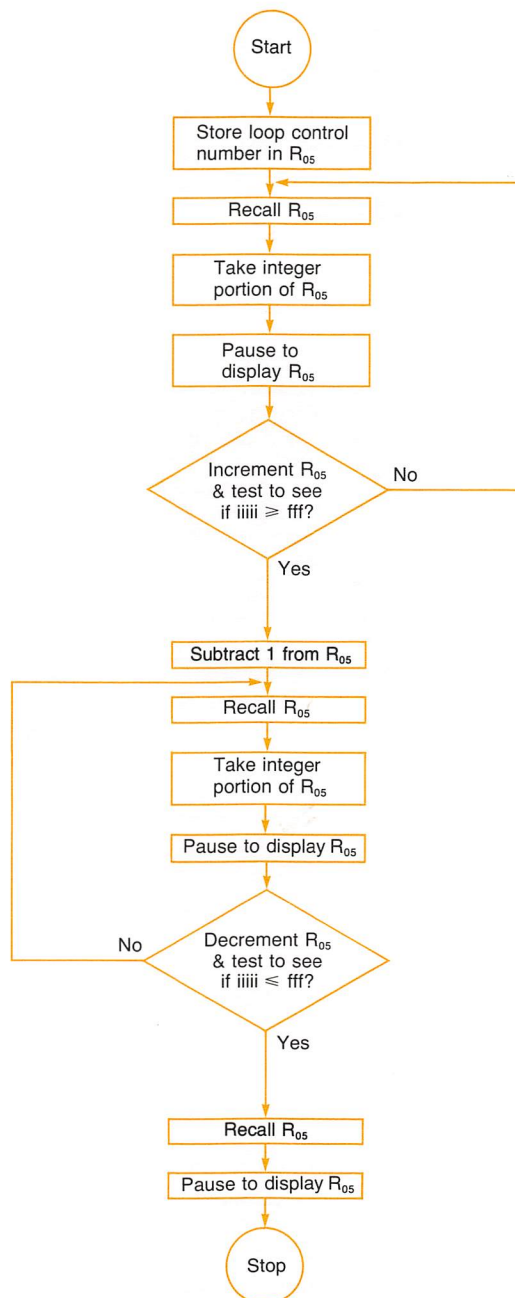 Start
Store loop control
number in R₀₅
Recall R₀₅
Take integer
portion of R₀₅
Pause to
display R₀₅
Increment R₀₅
& test to see
if iiiii ≥ fff?
No
Yes
Subtract 1 from R₀₅
Recall R₀₅
Take integer
portion of R₀₅
Pause to display R₀₅
No
Decrement R₀₅
& test to see
if iiiii ≤ fff?
Yes
Recall R₀₅
Pause to display R₀₅
Stop